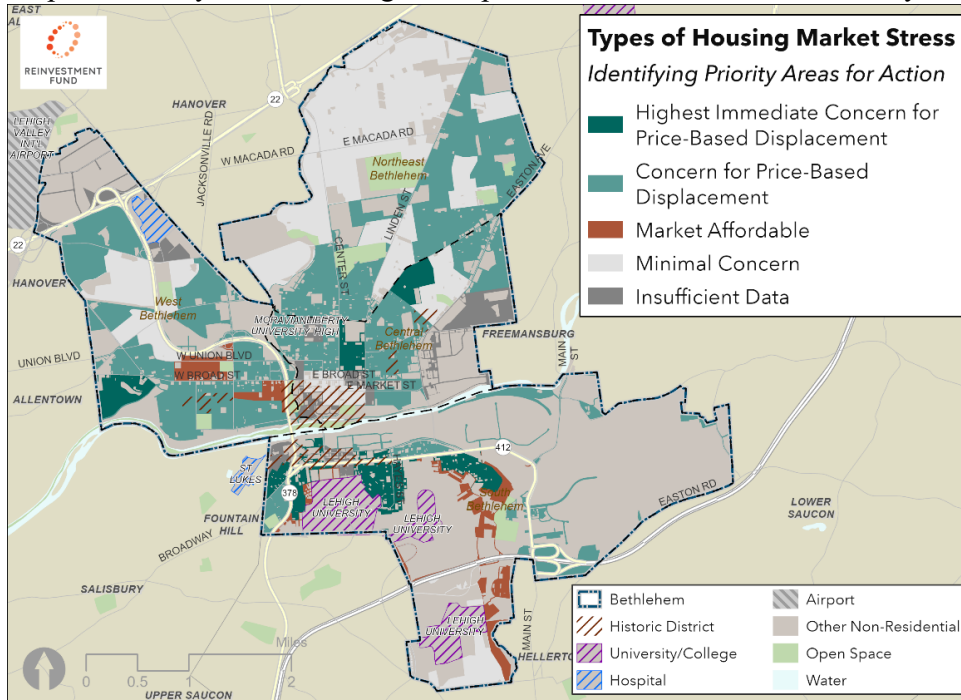 EAST
REINVESTMENT
FUND
Types of Housing Market Stress
Identifying Priority Areas for Action
Highest Immediate Concern for
Price-Based Displacement
Concern for Price-Based
Displacement
Market Affordable
Minimal Concern
Insufficient Data
HANOVER
22
LEHIGH
VALLEY
INT'L
AIRPORT
JACKSONVILLE RD
W MACADA RD
E MACADA RD
Northeast
Bethlehem
EASTON AVE
LINDEN ST
CENTER ST
22
HANOVER
West
Bethlehem
MORAVIAN
UNIVERSITY
LIBERTY
HIGH
Central
Bethlehem
FREEMANSBURG
MAIN
ST
UNION BLVD
W UNION BLVD
W BROAD ST
E BROAD ST
E MARKET ST
ALLENTOWN
412
ST
LUKES
378
LEHIGH
UNIVERSITY
LEHIGH
UNIVERSITY
South
Bethlehem
EASTON RD
LOWER
SAUCON
FOUNTAIN
HILL
BROADWAY
SALISBURY
LEHIGH
UNIVERSITY
MAIN ST
HELLERTO
Miles
0 0.5 1 2
UPPER SAUCON
Bethlehem
Historic District
University/College
Hospital
Airport
Other Non-Residential
Open Space
Water